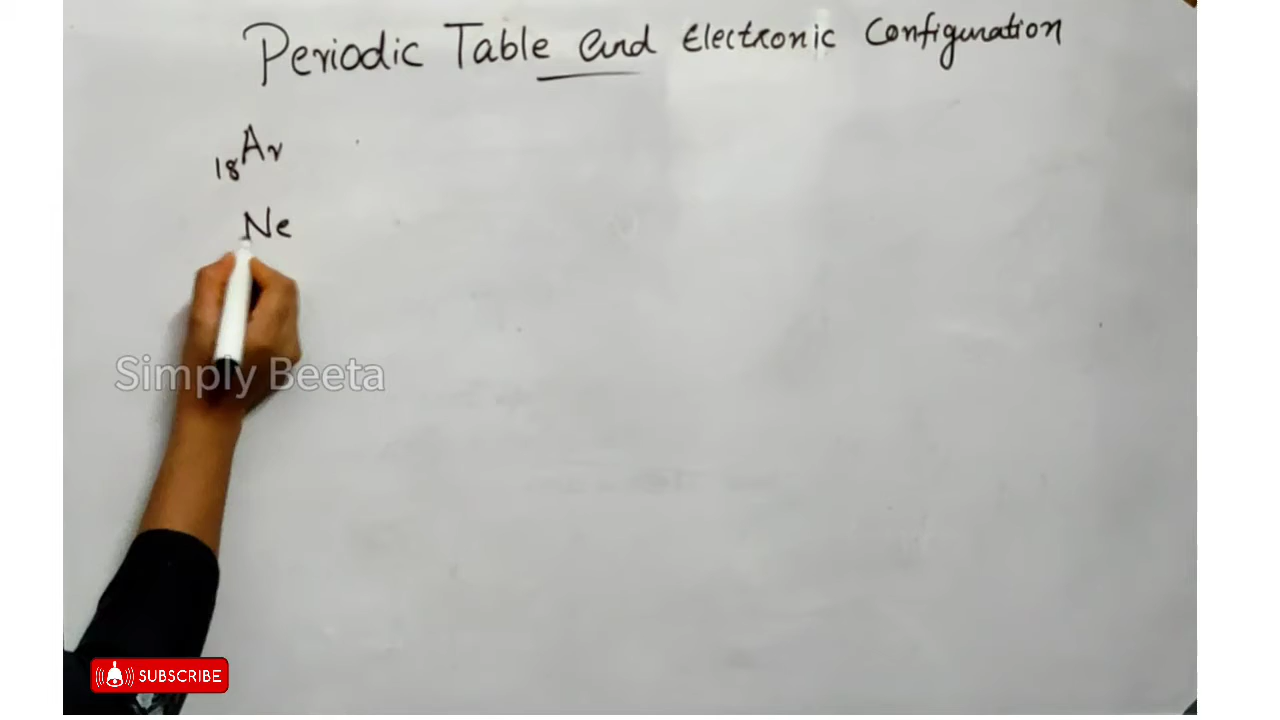 Periodic Table and Electronic Configuration
18Ar
Ne
Simply Beeta
SUBSCRIBE